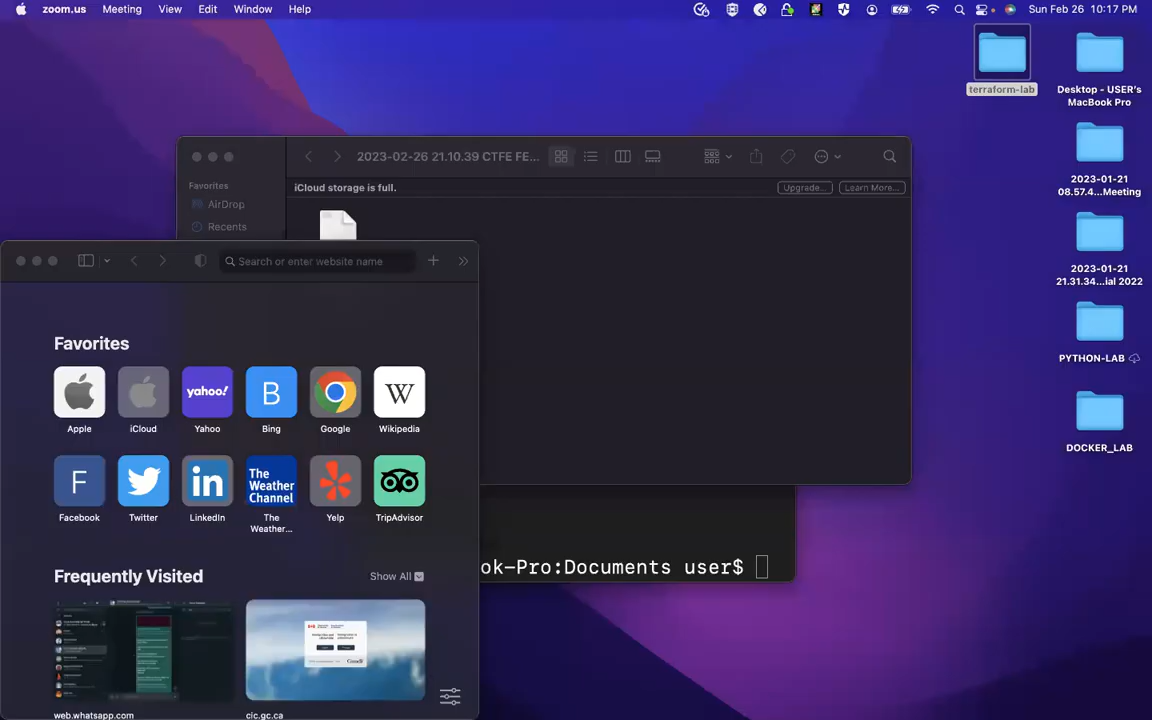 zoom.us Meeting View Edit Window Help
Sun Feb 26 10:17 PM
terraform-lab
Desktop - USER's
MacBook Pro
2023-01-21
08.57.4...Meeting
2023-01-21
21.31.34...ial 2022
PYTHON-LAB
DOCKER_LAB
2023-02-26 21.10.39 CTFE FE...
Favorites
AirDrop
Recents
iCloud storage is full.
Upgrade...
Learn More...
Search or enter website name
Favorites
Apple
iCloud
yahoo!
Yahoo
B
Bing
Google
W
Wikipedia
F
Facebook
Twitter
in
LinkedIn
The
Weather
Channel
The
Weather...
Yelp
TripAdvisor
Frequently Visited
Show All
web.whatsapp.com
Canada
cic.gc.ca
ok-Pro:Documents user$